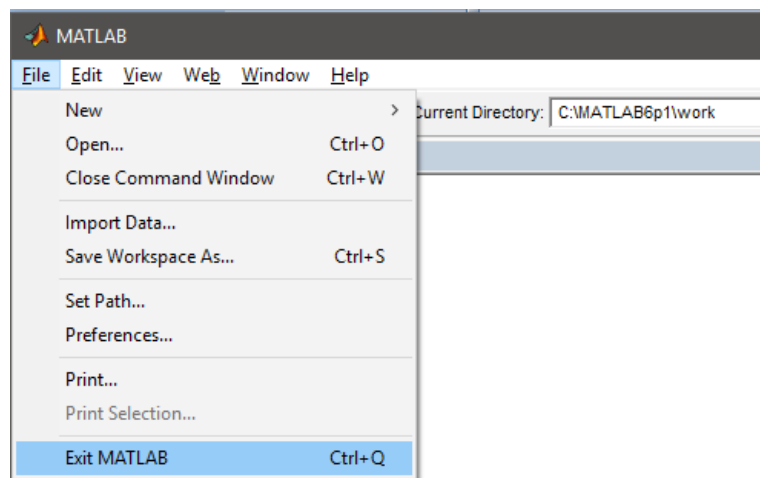 MATLAB
File Edit View Web Window Help
New > Current Directory: C:\MATLAB6p1\work
Open... Ctrl+O
Close Command Window Ctrl+W
Import Data...
Save Workspace As... Ctrl+S
Set Path...
Preferences...
Print...
Print Selection...
Exit MATLAB Ctrl+Q